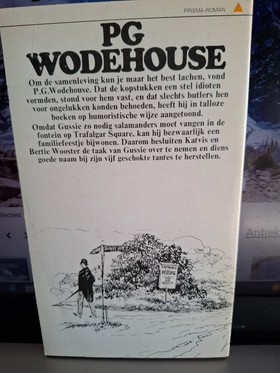 PRISMA-ROMAN
PG
WODEHOUSE
Om de samenleving kun je maar het best lachen, vond
P.G.Wodehouse. Dat de kopstukken een stel idioten
vormden, stond voor hem vast, en dat slechts butlers hen
voor ongelukken konden behoeden, heeft hij in talloze
boeken op humoristische wijze aangetoond.
Omdat Gussie zo nodig salamanders moet vangen in de
fontein op Trafalgar Square, kan hij bezwaarlijk een
familiefeestje bijwonen. Daarom besluiten Katvis en
Bertie Wooster de taak van Gussie over te nemen en diens
goede naam bij zijn vijf geschokte tantes te herstellen.
Antiek